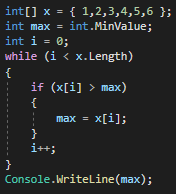 int[] x = { 1,2,3,4,5,6 };
int max = int.MinValue;
int i = 0;
while (i < x.Length)
{
if (x[i] > max)
{
max = x[i];
}
i++;
}
Console.WriteLine(max);